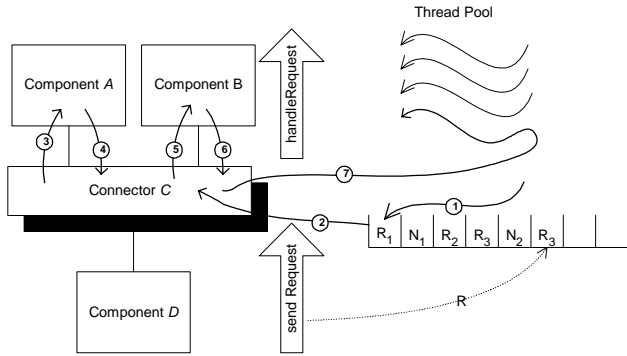 Thread Pool
Component A
Component B
handleRequest
3
4
5
6
7
Connector C
1
2
R1
N1
R2
R3
N2
R3
Component D
send Request
R